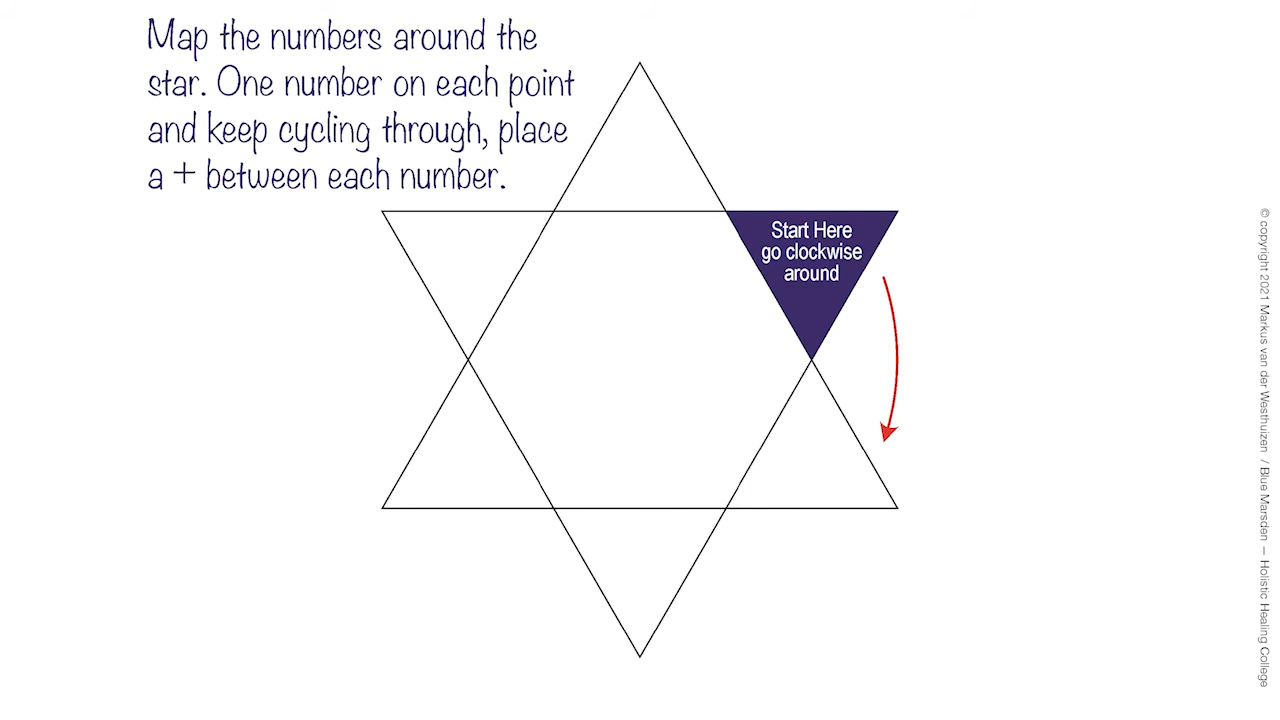 Map the numbers around the
star. One number on each point
and keep cycling through, place
a + between each number.
Start Here
go clockwise
around
© copyright 2021 Markus van der Westhuizen / Blue Marsden – Holistic Healing College